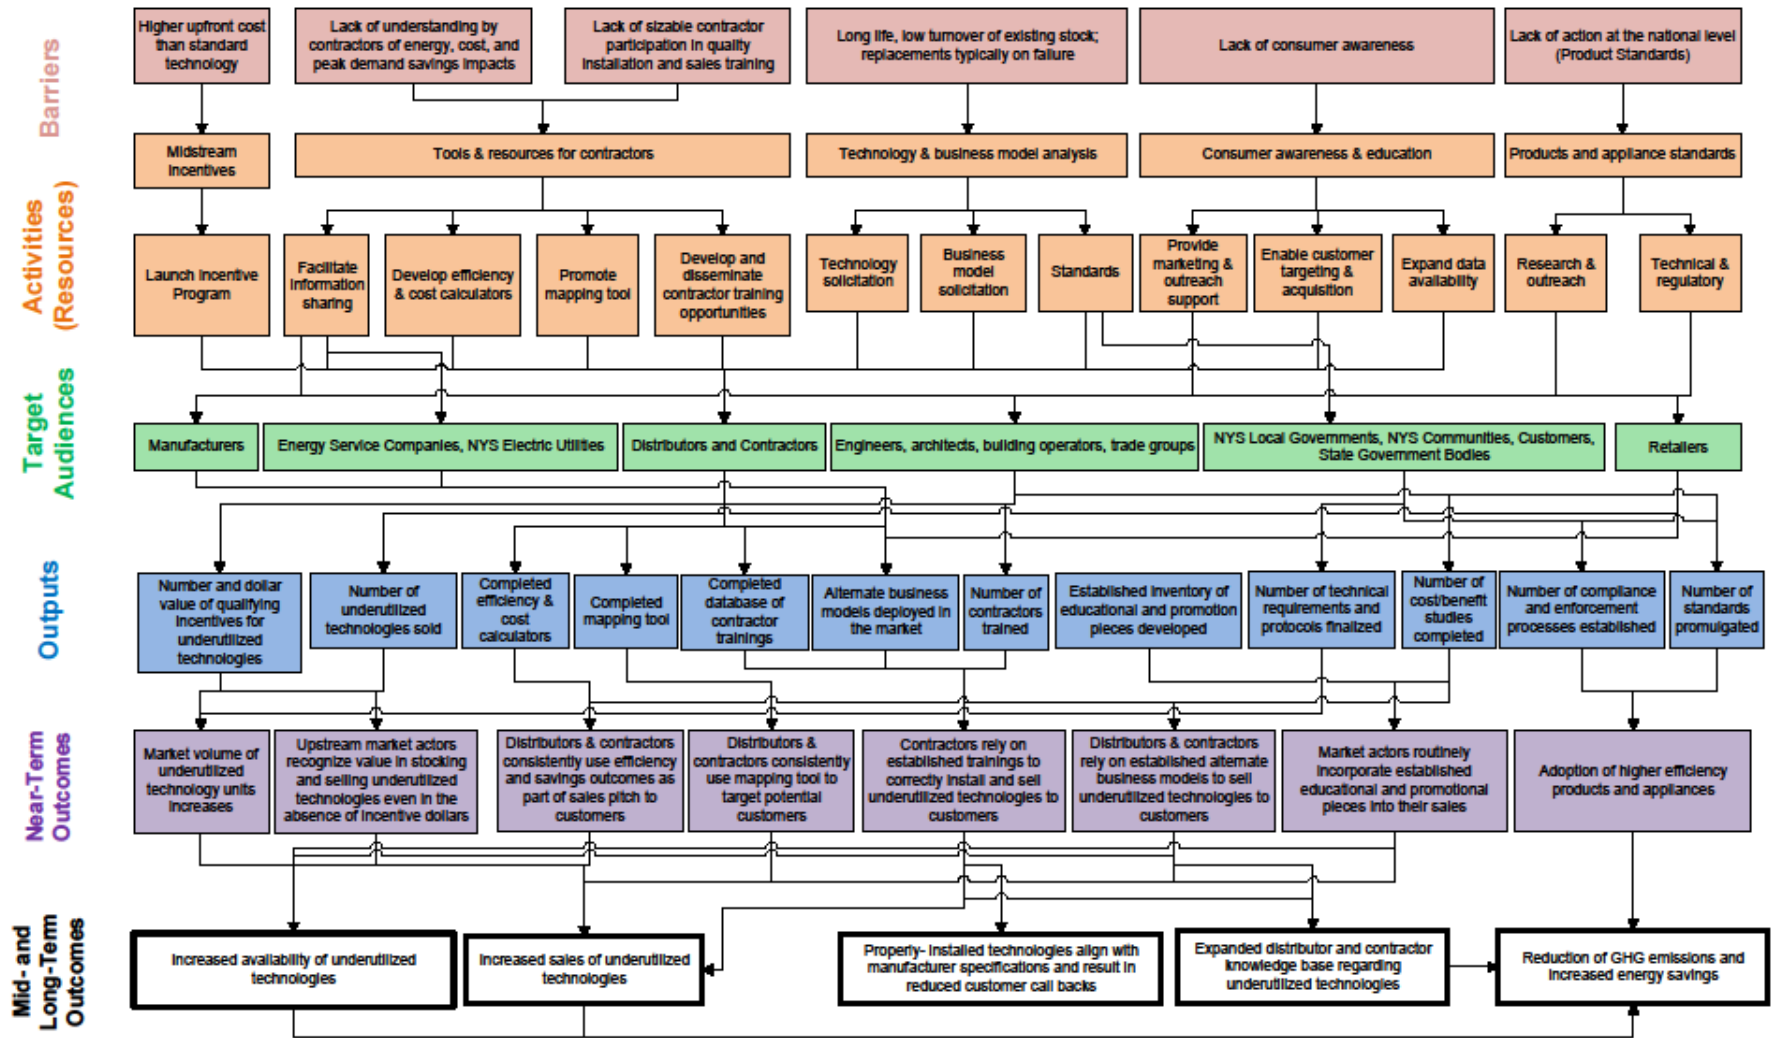 Barriers
Higher upfront cost
than standard
technology
Lack of understanding by
contractors of energy, cost, and
peak demand savings impacts
Lack of sizable contractor
participation in quality
installation and sales training
Long life, low turnover of existing stock;
replacements typically on failure
Lack of consumer awareness
Lack of action at the national level
(Product Standards)
Activities
(Resources)
Midstream
Incentives
Tools & resources for contractors
Technology & business model analysis
Consumer awareness & education
Products and appliance standards
Launch Incentive
Program
Facilitate
information
sharing
Develop efficiency
& cost calculators
Promote
mapping tool
Develop and
disseminate
contractor training
opportunities
Technology
solicitation
Business
model
solicitation
Standards
Provide
marketing &
outreach
support
Enable customer
targeting &
acquisition
Expand data
availability
Research &
outreach
Technical &
regulatory
Target
Audiences
Manufacturers
Energy Service Companies, NYS Electric Utilities
Distributors and Contractors
Engineers, architects, building operators, trade groups
NYS Local Governments, NYS Communities, Customers,
State Government Bodies
Retailers
Outputs
Number and dollar
value of qualifying
incentives for
underutilized
technologies
Number of
underutilized
technologies sold
Completed
efficiency &
cost
calculators
Completed
mapping tool
Completed
database of
contractor
trainings
Alternate business
models deployed in
the market
Number of
contractors
trained
Established inventory of
educational and promotion
pieces developed
Number of technical
requirements and
protocols finalized
Number of
cost/benefit
studies
completed
Number of compliance
and enforcement
processes established
Number of
standards
promulgated
Near-Term
Outcomes
Market volume of
underutilized
technology units
increases
Upstream market actors
recognize value in stocking
and selling underutilized
technologies even in the
absence of incentive dollars
Distributors & contractors
consistently use efficiency
and savings outcomes as
part of sales pitch to
customers
Distributors &
contractors consistently
use mapping tool to
target potential
customers
Contractors rely on
established trainings to
correctly install and sell
underutilized technologies to
customers
Distributors & contractors
rely on established alternate
business models to sell
underutilized technologies to
customers
Market actors routinely
incorporate established
educational and promotional
pieces into their sales
Adoption of higher efficiency
products and appliances
Mid- and
Long-Term
Outcomes
Increased availability of underutilized
technologies
Increased sales of underutilized
technologies
Properly- installed technologies align with
manufacturer specifications and result in
reduced customer call backs
Expanded distributor and contractor
knowledge base regarding
underutilized technologies
Reduction of GHG emissions and
increased energy savings